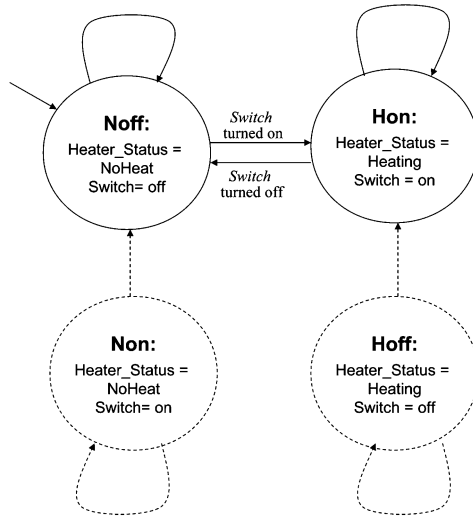 Noff:
Heater_Status =
NoHeat
Switch= off
Switch
turned on
Switch
turned off
Hon:
Heater_Status =
Heating
Switch = on
Non:
Heater_Status =
NoHeat
Switch= on
Hoff:
Heater_Status =
Heating
Switch = off